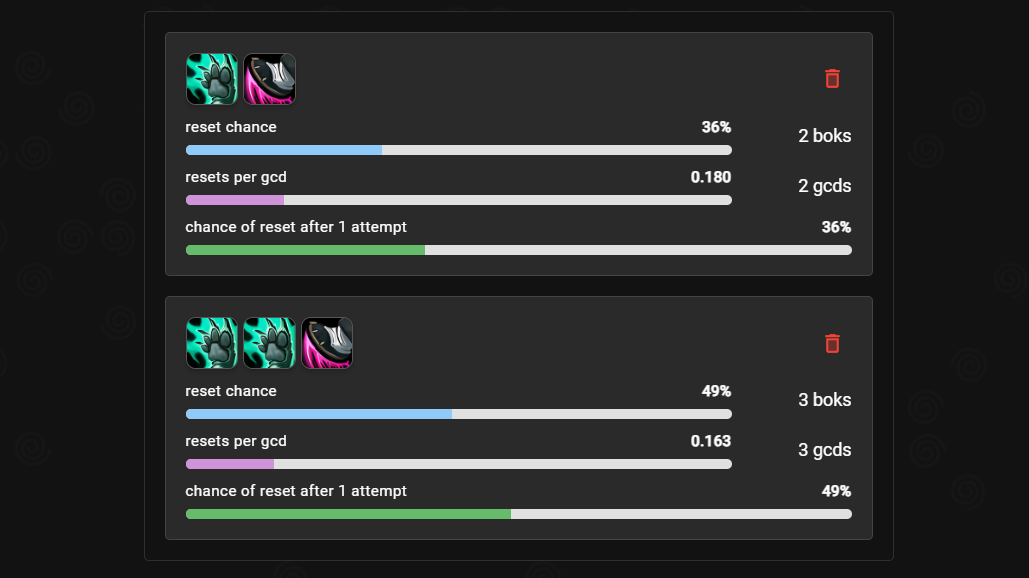 reset chance 36%
2 boks
resets per gcd 0.180
2 gcds
chance of reset after 1 attempt 36%
reset chance 49%
3 boks
resets per gcd 0.163
3 gcds
chance of reset after 1 attempt 49%